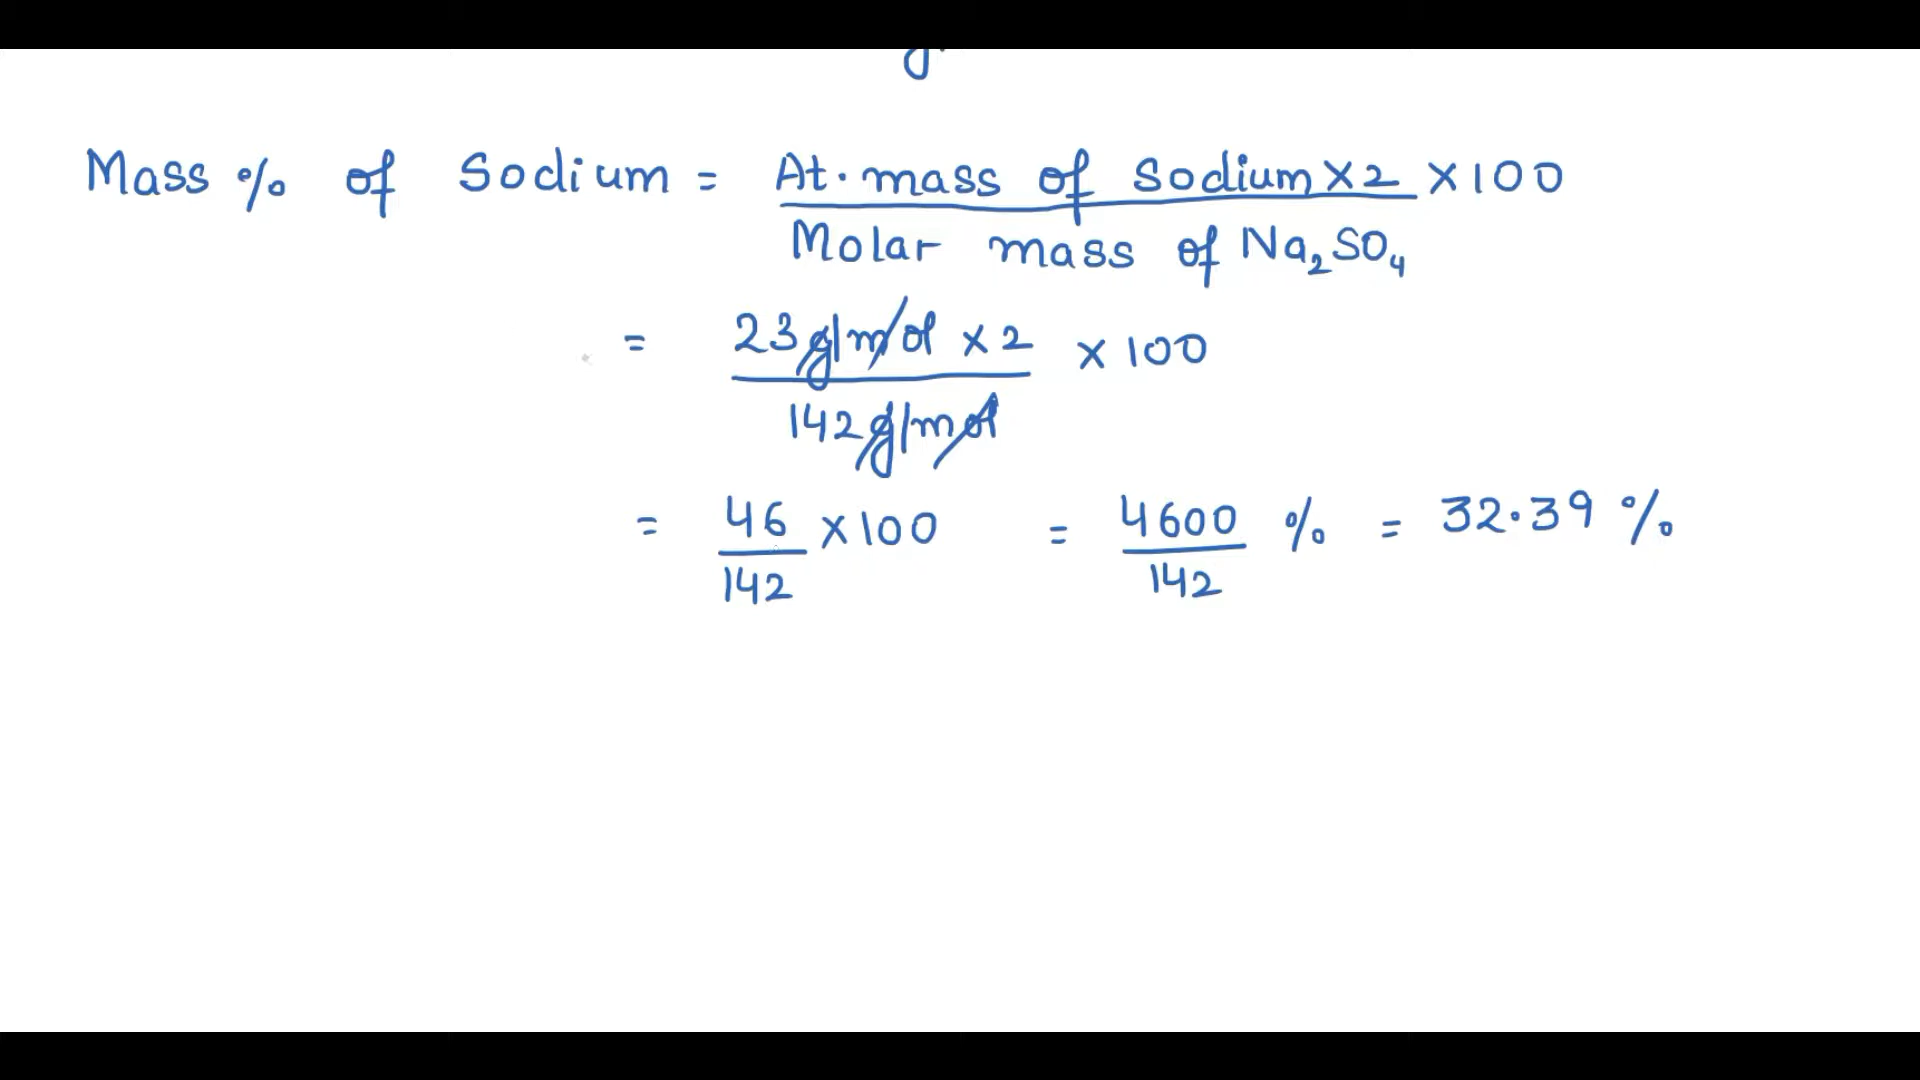 g.
Mass % of Sodium = At. mass of Sodium X 2 X 100
Molar mass of Na₂SO₄
= 23 g/mol X 2 X 100
142 g/mol
= 46 X 100 = 4600 % = 32.39 %
142 142